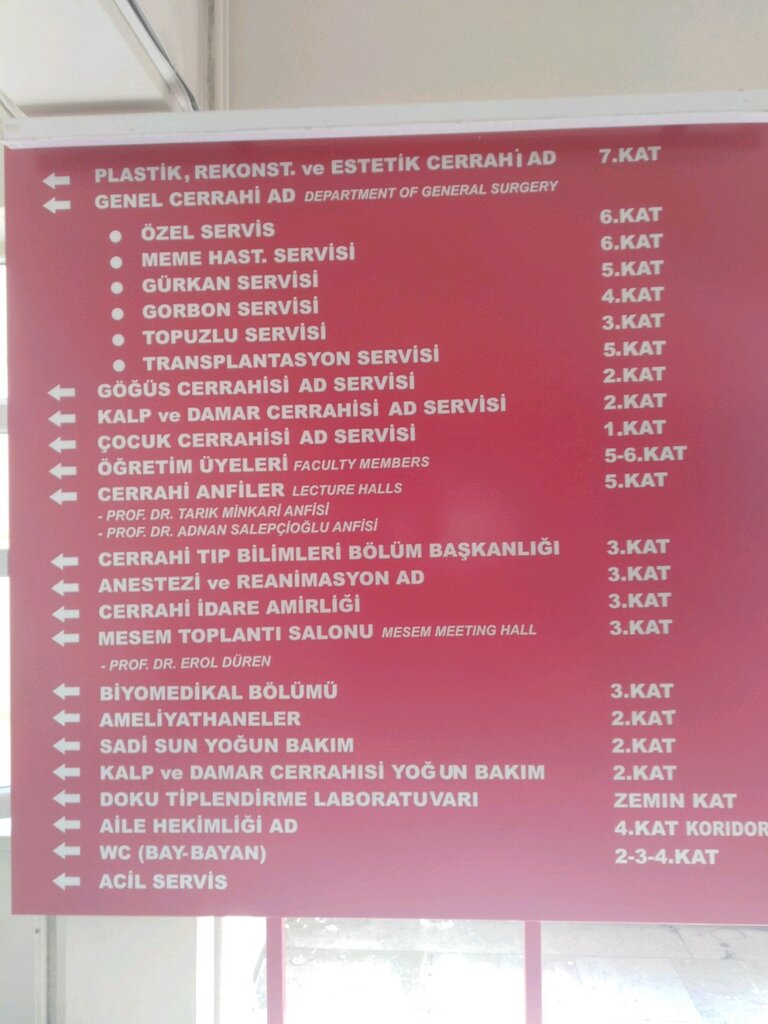 PLASTİK, REKONST. ve ESTETİK CERRAHİ AD 7.KAT
GENEL CERRAHİ AD DEPARTMENT OF GENERAL SURGERY
ÖZEL SERVİS 6.KAT
MEME HAST. SERVİSİ 6.KAT
GÜRKAN SERVİSİ 5.KAT
GORBON SERVİSİ 4.KAT
TOPUZLU SERVİSİ 3.KAT
TRANSPLANTASYON SERVİSİ 5.KAT
GÖĞÜS CERRAHİSİ AD SERVİSİ 2.KAT
KALP ve DAMAR CERRAHİSİ AD SERVİSİ 2.KAT
ÇOCUK CERRAHİSİ AD SERVİSİ 1.KAT
ÖĞRETİM ÜYELERİ FACULTY MEMBERS 5-6.KAT
CERRAHİ ANFİLER LECTURE HALLS 5.KAT
- PROF. DR. TARIK MİNKARİ ANFİSİ
- PROF. DR. ADNAN SALEPÇİOĞLU ANFİSİ
CERRAHİ TIP BİLİMLERİ BÖLÜM BAŞKANLIĞI 3.KAT
ANESTEZİ ve REANİMASYON AD 3.KAT
CERRAHİ İDARE AMİRLİĞİ 3.KAT
MESEM TOPLANTI SALONU MESEM MEETING HALL 3.KAT
- PROF. DR. EROL DÜREN
BİYOMEDİKAL BÖLÜMÜ 3.KAT
AMELİYATHANELER 2.KAT
SADİ SUN YOĞUN BAKIM 2.KAT
KALP ve DAMAR CERRAHISİ YOĞUN BAKIM 2.KAT
DOKU TİPLENDİRME LABORATUVARI ZEMIN KAT
AİLE HEKİMLİĞİ AD 4.KAT KORIDOR
WC (BAY-BAYAN) 2-3-4.KAT
ACİL SERVİS